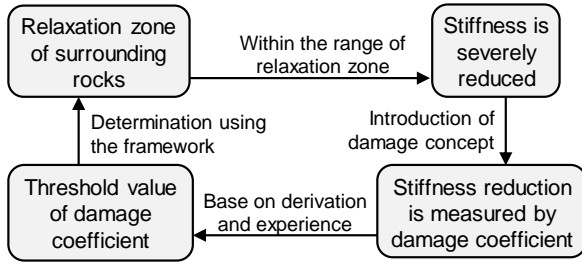 Relaxation zone
of surrounding
rocks
Within the range of
relaxation zone
Stiffness is
severely
reduced
Introduction of
damage concept
Stiffness reduction
is measured by
damage coefficient
Base on derivation
and experience
Threshold value
of damage
coefficient
Determination using
the framework